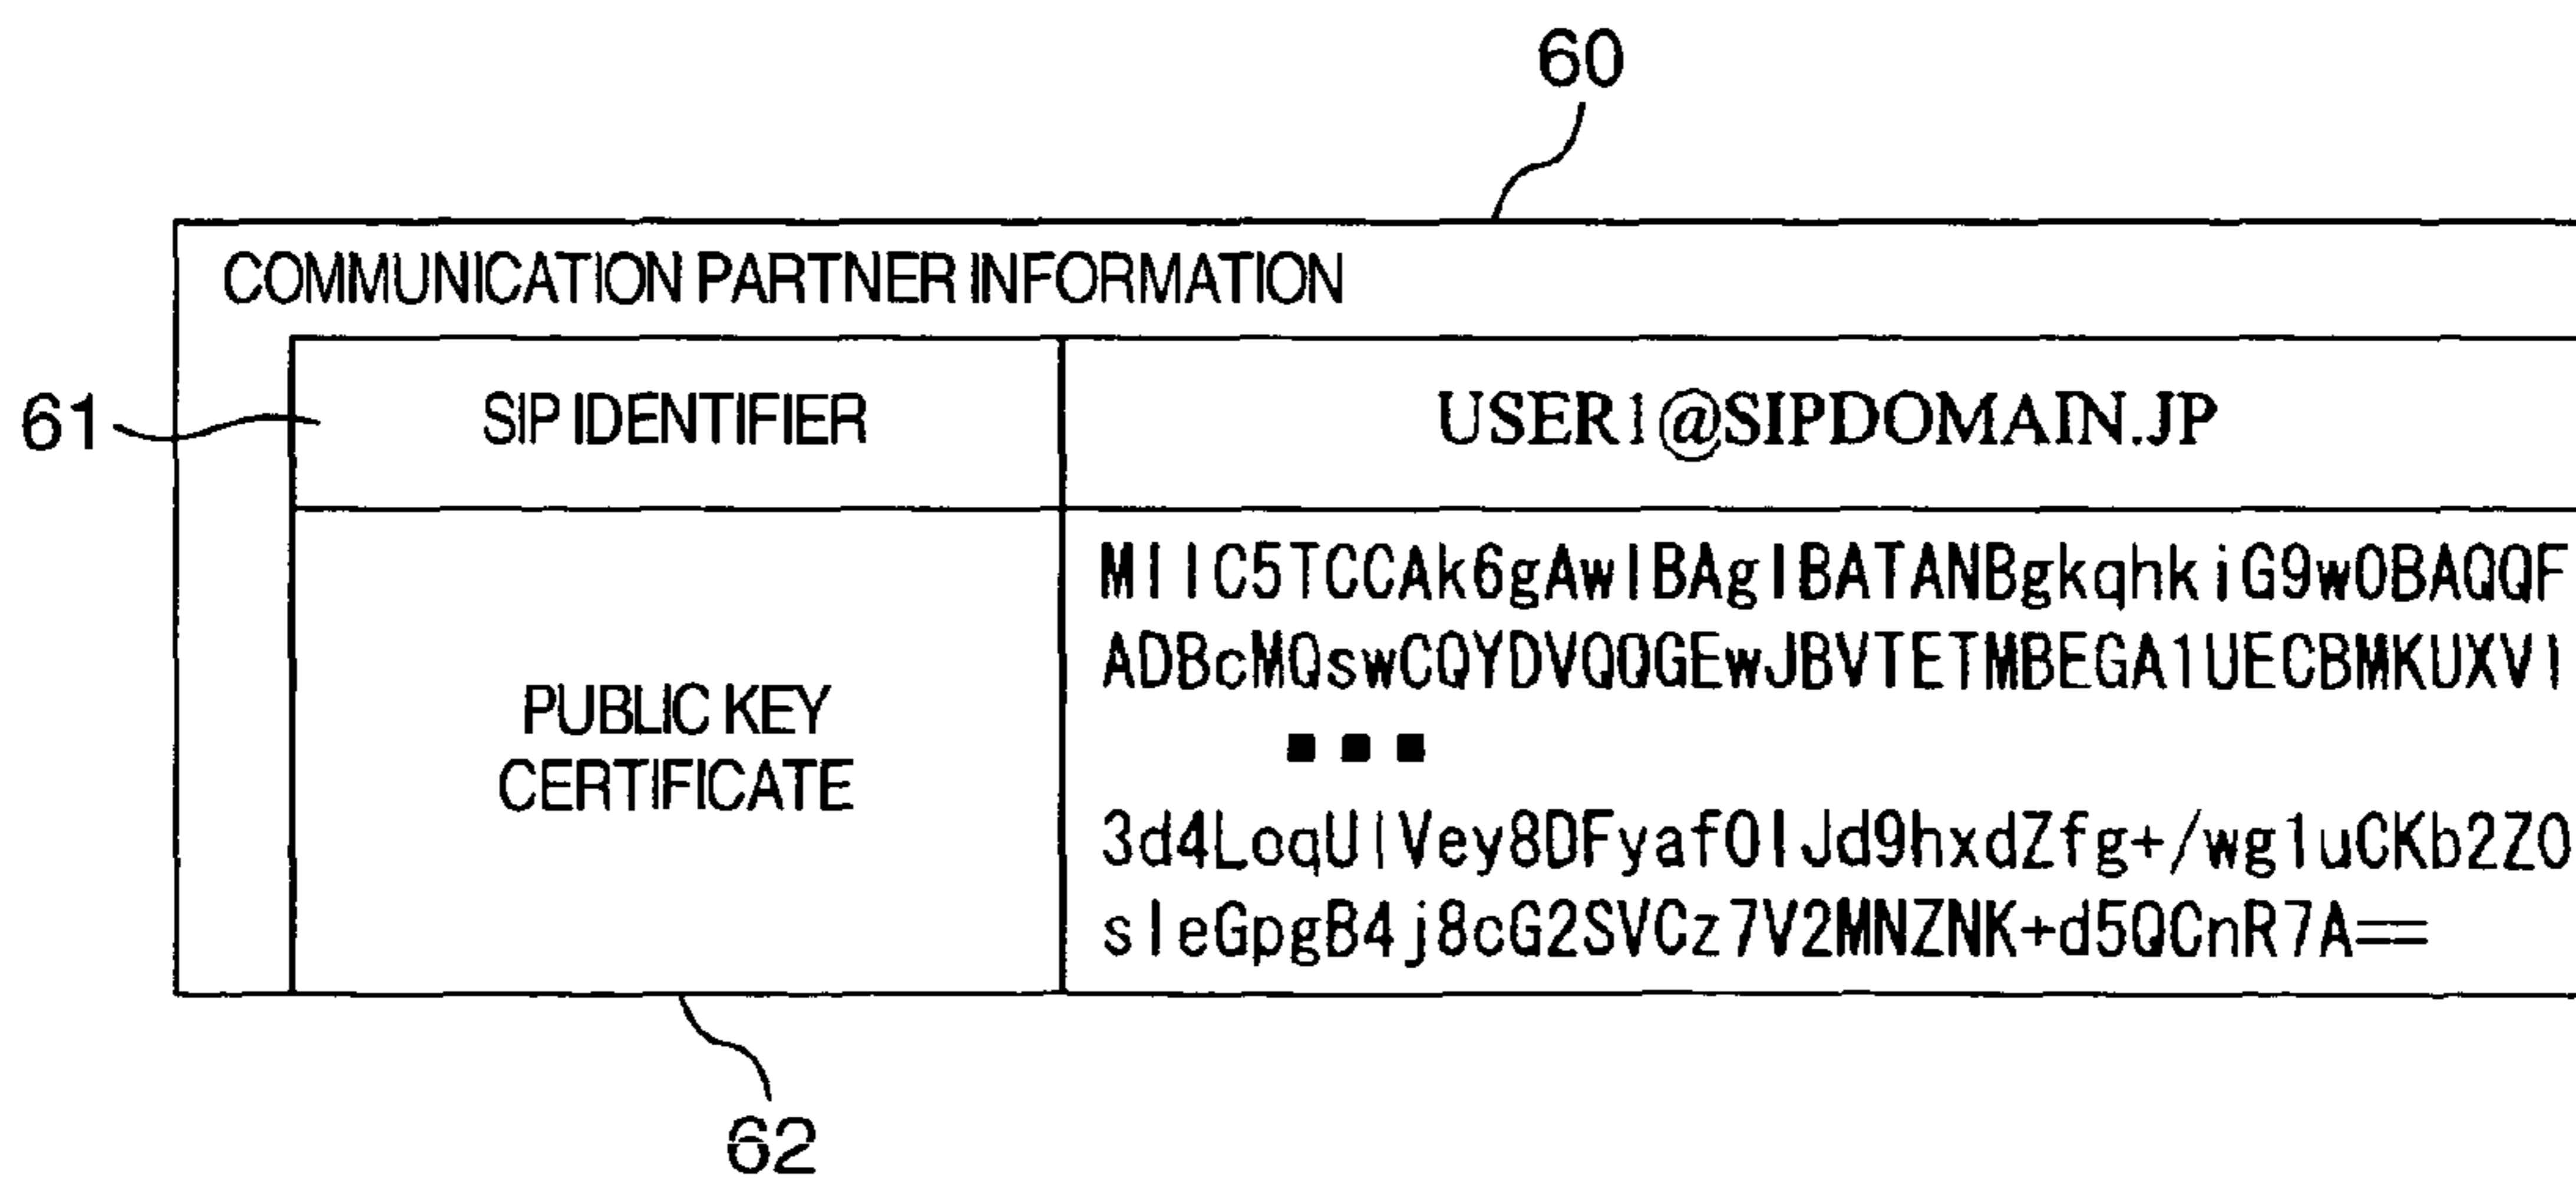 60
COMMUNICATION PARTNER INFORMATION
61
SIP IDENTIFIER
USER1@SIPDOMAIN.JP
PUBLIC KEY
CERTIFICATE
MIIC5TCCAk6gAwIBAgIBATANBgkqhkiG9w0BAQQF
ADBcMQswCQYDVQQGEwJBVTETMBEGA1UECBMKUXVl
■ ■ ■
3d4LoqUIVey8DFyaf0IJd9hxdZfg+/wg1uCKb2Z0
sIeGpgB4j8cG2SVCz7V2MNZNK+d5QCnR7A==
62